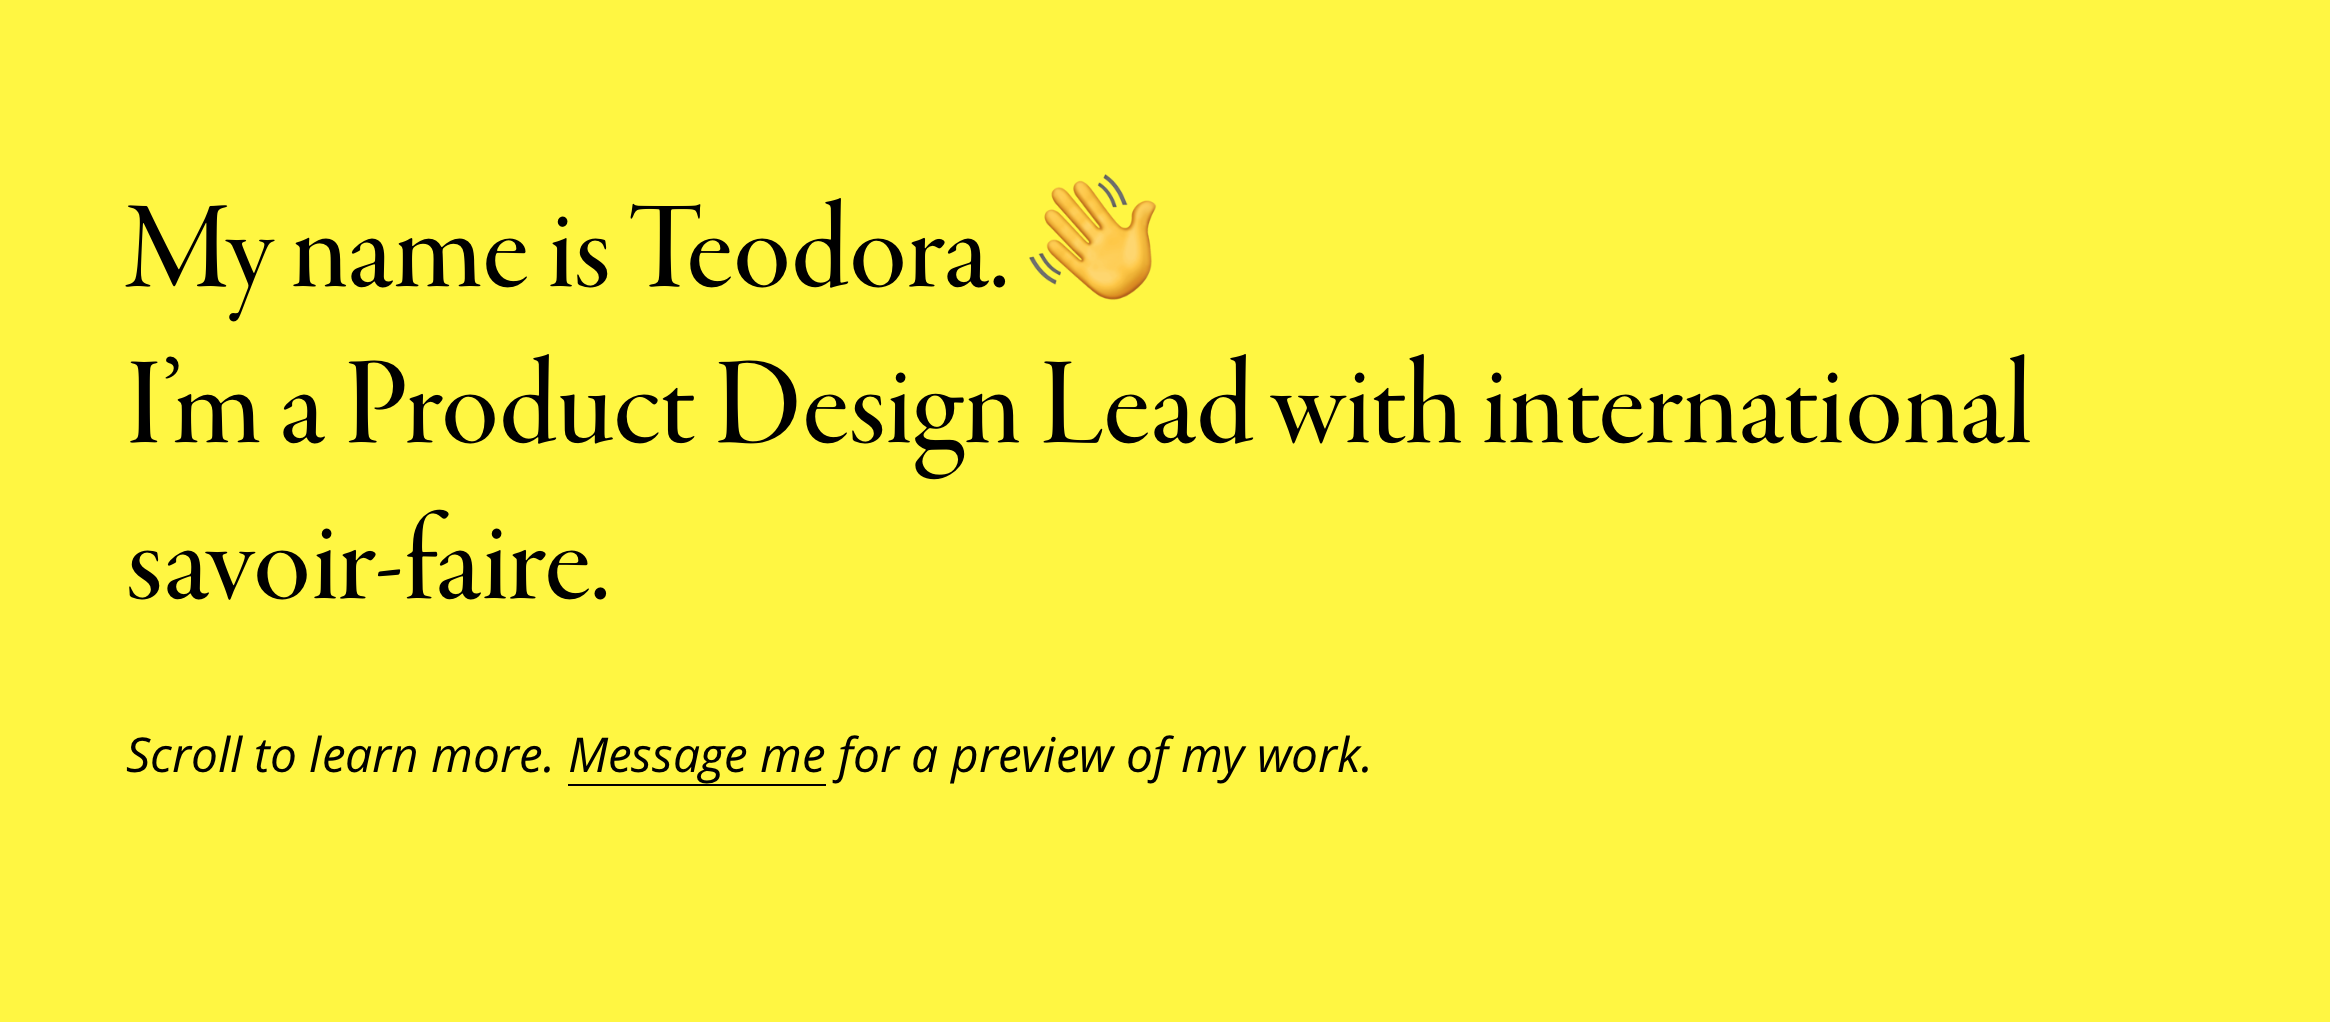 My name is Teodora. 👋
I’m a Product Design Lead with international
savoir-faire.
Scroll to learn more. Message me for a preview of my work.